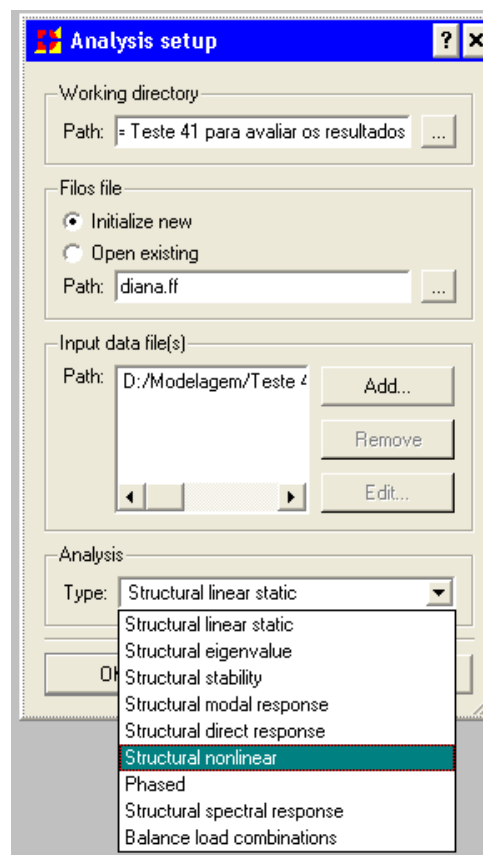 Analysis setup
Working directory
Path: = Teste 41 para avaliar os resultados ...
Filos file
Initialize new
Open existing
Path: diana.ff ...
Input data file(s)
Path: D:/Modelagem/Teste 4
Add...
Remove
Edit...
Analysis
Type: Structural linear static
Structural linear static
Structural eigenvalue
Structural stability
Structural modal response
Structural direct response
Structural nonlinear
Phased
Structural spectral response
Balance load combinations